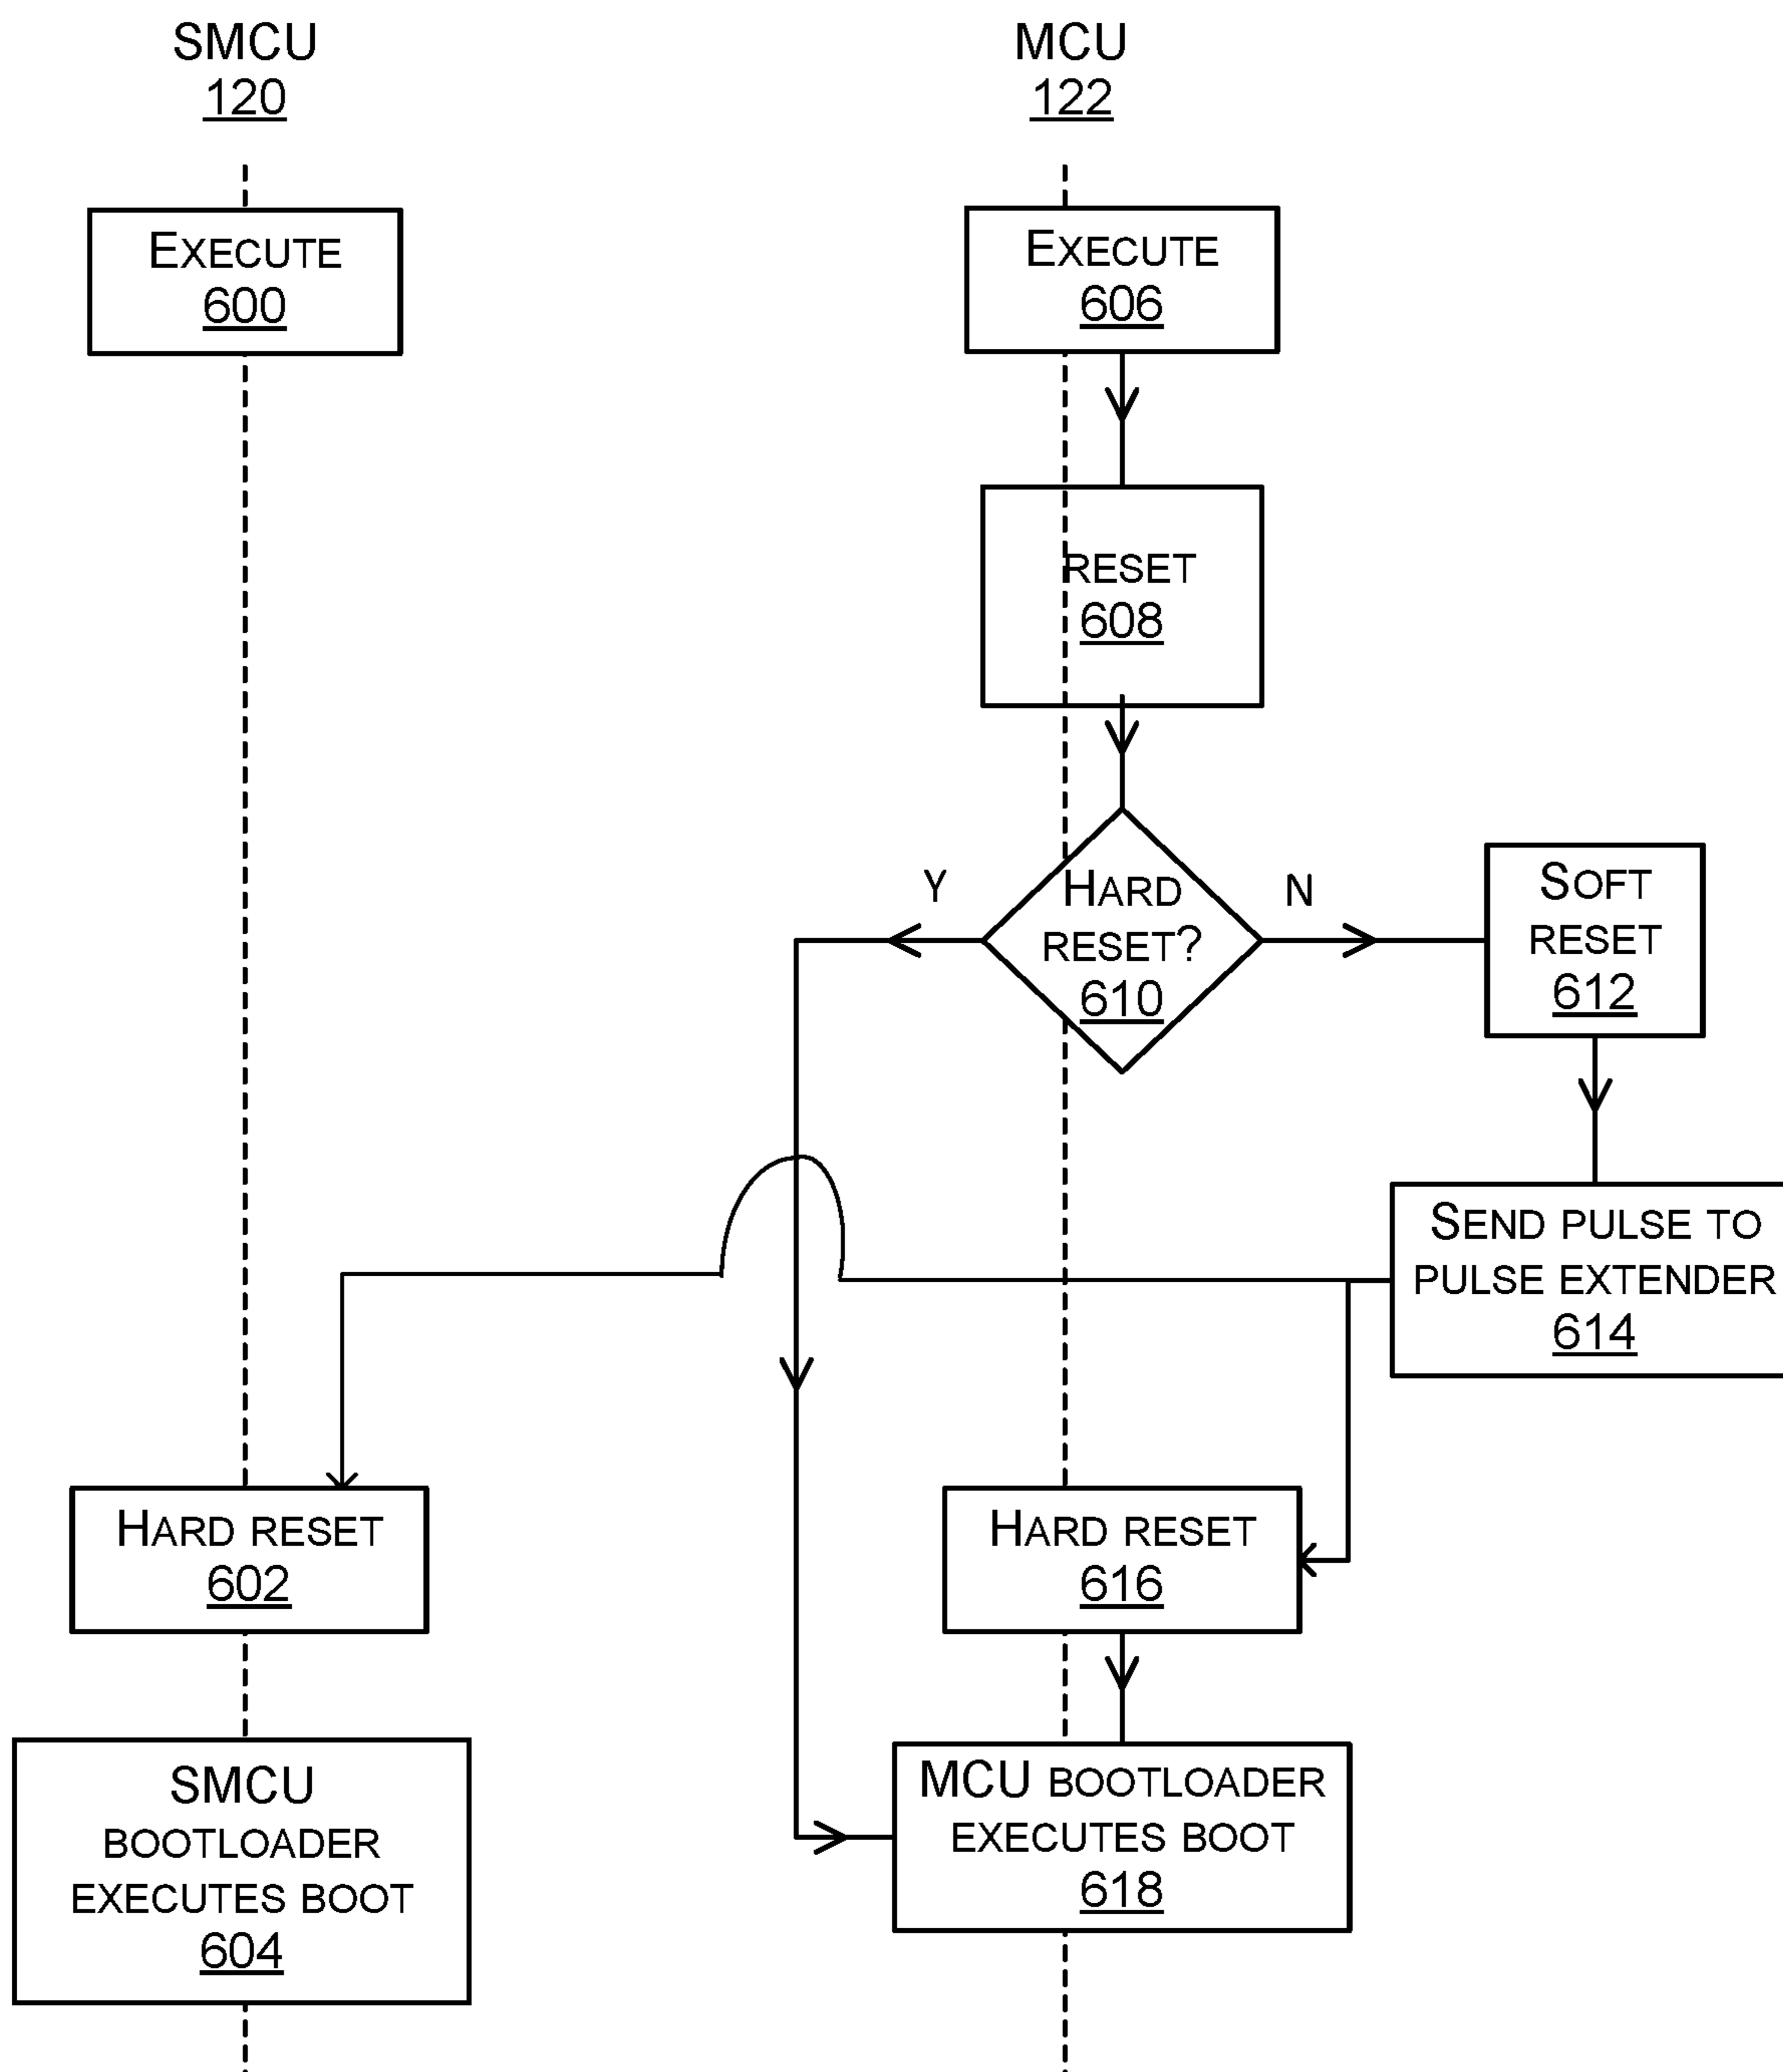 SMCU
120
MCU
122
EXECUTE
600
EXECUTE
606
RESET
608
Y
HARD
RESET?
610
N
SOFT
RESET
612
SEND PULSE TO
PULSE EXTENDER
614
HARD RESET
602
HARD RESET
616
SMCU
BOOTLOADER
EXECUTES BOOT
604
MCU BOOTLOADER
EXECUTES BOOT
618